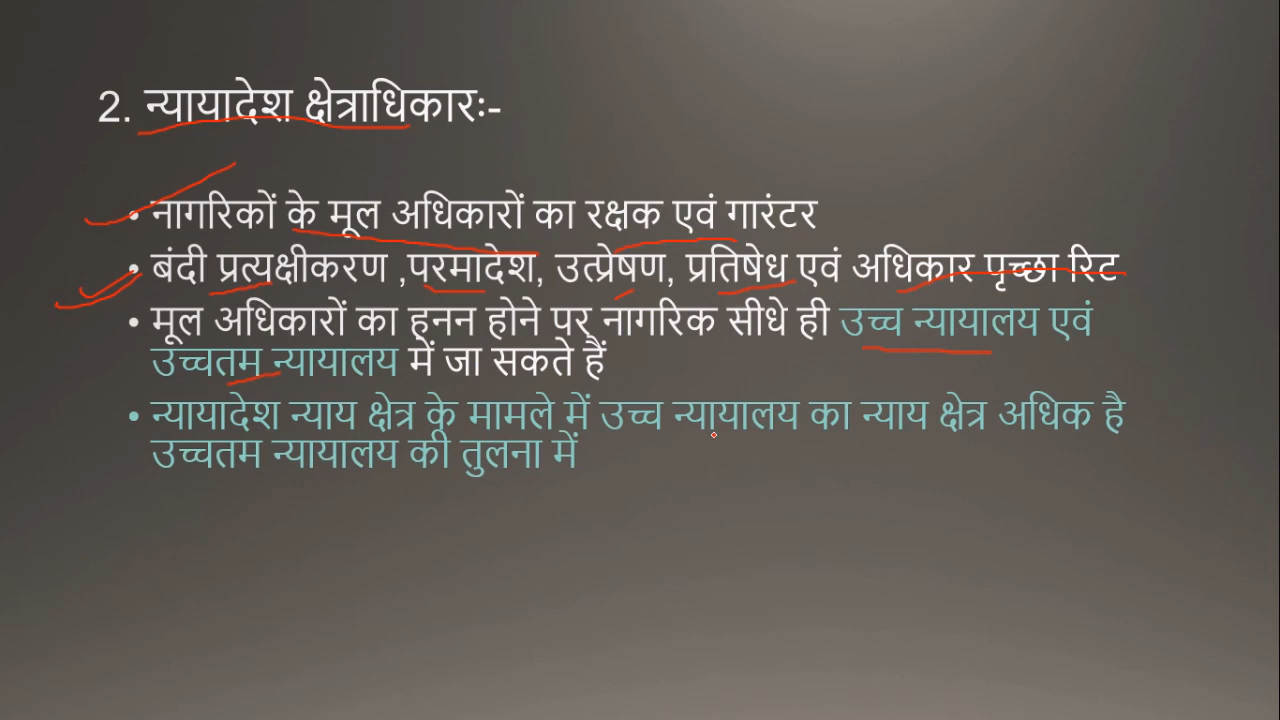 2. न्यायादेश क्षेत्राधिकारः-
• नागरिकों के मूल अधिकारों का रक्षक एवं गारंटर
• बंदी प्रत्यक्षीकरण ,परमादेश, उत्प्रेषण, प्रतिषेध एवं अधिकार पृच्छा रिट
• मूल अधिकारों का हनन होने पर नागरिक सीधे ही उच्च न्यायालय एवं
उच्चतम न्यायालय में जा सकते हैं
• न्यायादेश न्याय क्षेत्र के मामले में उच्च न्यायालय का न्याय क्षेत्र अधिक है
उच्चतम न्यायालय की तुलना में